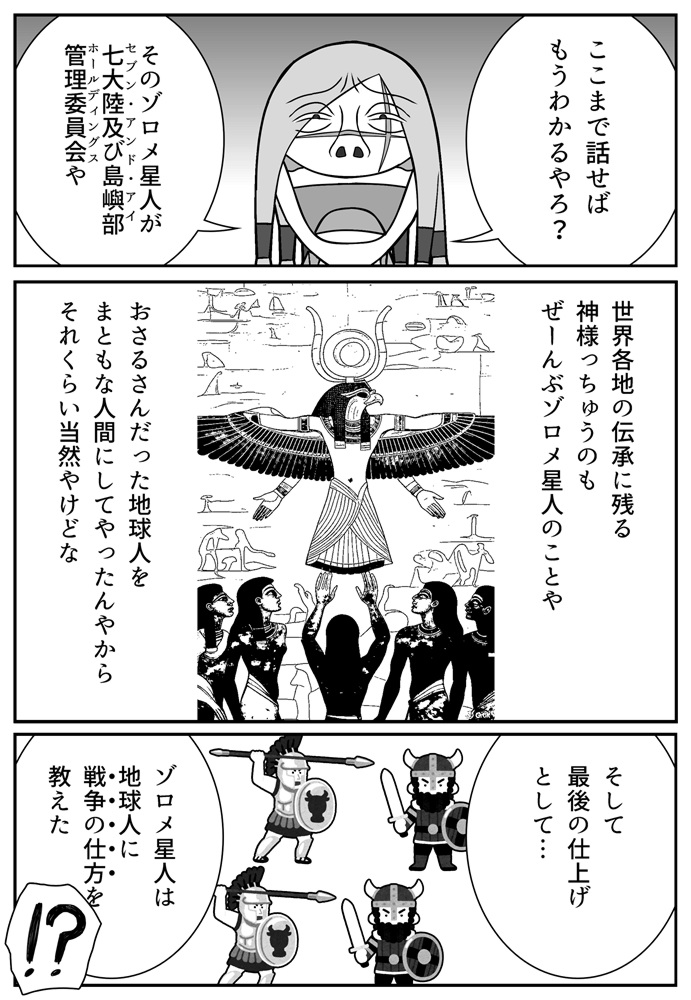 ここまで話せば
もうわかるやろ？
そのゾロメ星人が
七大陸及び島嶼部
セブン・アンド・アイ
管理委員会や
ホールディングス
世界各地の伝承に残る
神様っちゅうのも
ぜーんぶゾロメ星人のことや
おさるさんだった地球人を
まともな人間にしてやったんやから
それくらい当然やけどな
そして
最後の仕上げ
として…
ゾロメ星人は
地球人に
戦争の仕方を
教えた
!?